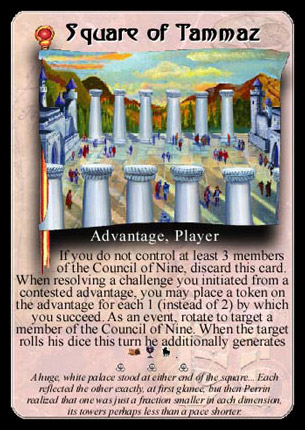 Square of Tammaz
Advantage, Player
If you do not control at least 3 members
of the Council of Nine, discard this card.
When resolving a challenge you initiated from a
contested advantage, you may place a token on
the advantage for each 1 (instead of 2) by which
you succeed. As an event, rotate to target a
member of the Council of Nine. When the target
rolls his dice this turn he additionally generates
A huge, white palace stood at either end of the square... Each
reflected the other exactly, at first glance, but then Perrin
realized that one was just a fraction smaller in each dimension,
its towers perhaps less than a pace shorter.